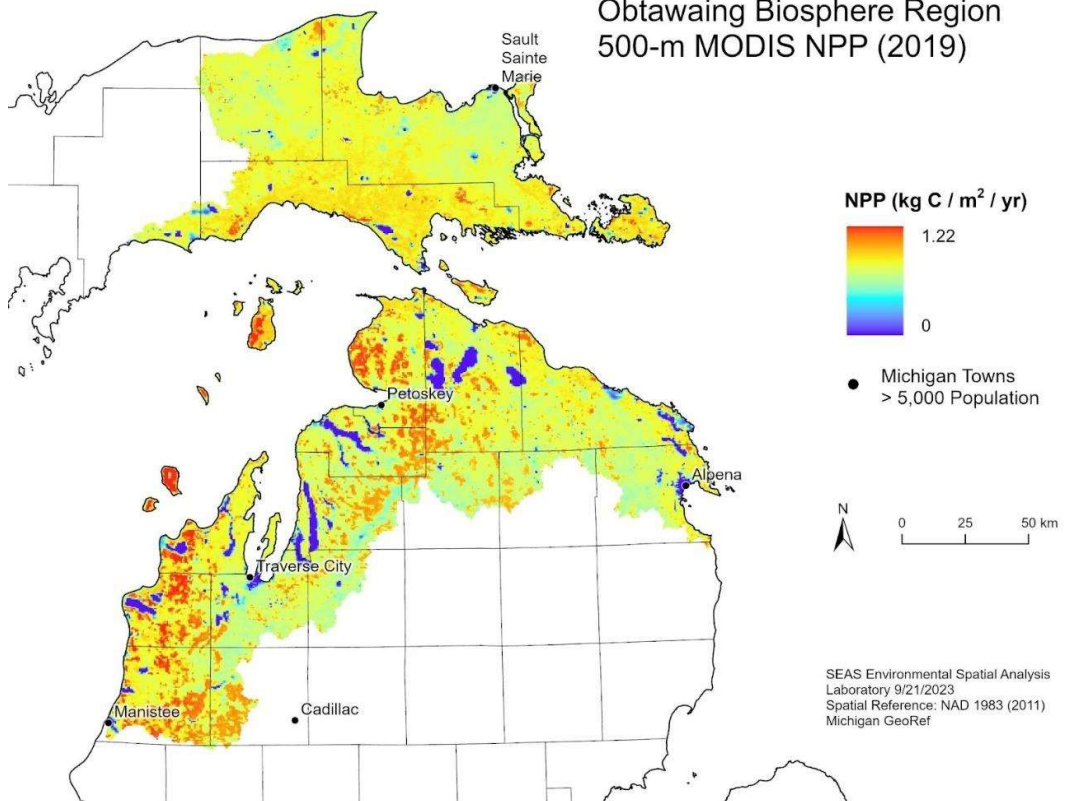 Obtawaing Biosphere Region
500-m MODIS NPP (2019)
Sault
Sainte
Marie
NPP (kg C / m² / yr)
1.22
0
Michigan Towns
> 5,000 Population
Petoskey
Alpena
N
0 25 50 km
Traverse City
SEAS Environmental Spatial Analysis
Laboratory 9/21/2023
Spatial Reference: NAD 1983 (2011)
Michigan GeoRef
Manistee
Cadillac